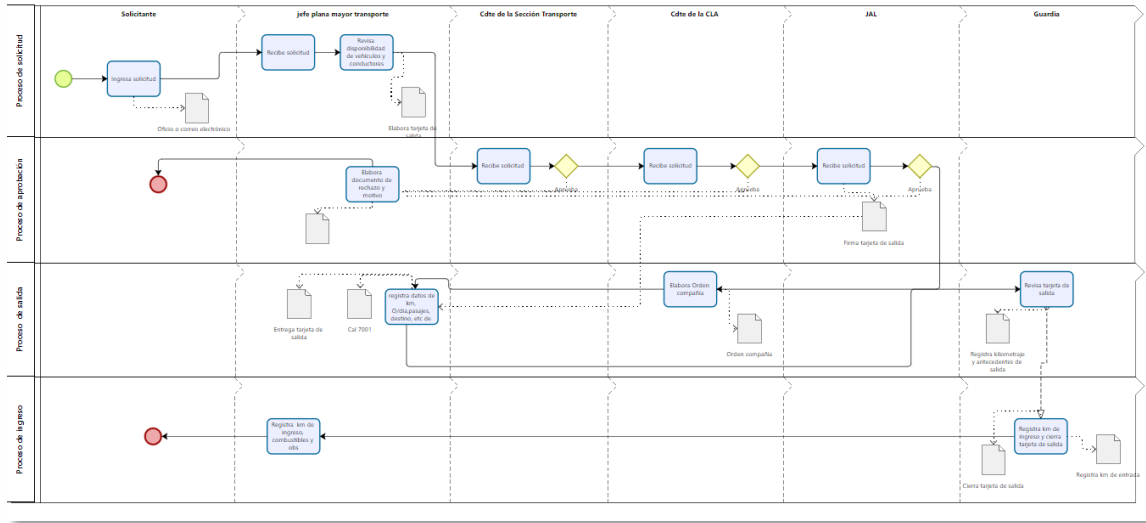 Solicitante
jefe plana mayor transporte
Cdte de la Sección Transporte
Cdte de la CLA
JAL
Guardia
Proceso de solicitud
Ingresa solicitud
Oficio o correo electrónico
Recibe solicitud
Revisa
disponibilidad
de vehículos y
conductores
Elabora tarjeta de
salida
Proceso de aprobación
Elabora
documento de
rechazo y
motivo
Recibe solicitud
Aprueba
Recibe solicitud
Aprueba
Recibe solicitud
Aprueba
Firma tarjeta de salida
Proceso de salida
Entrega tarjeta de
salida
Cal 7001
registra datos de
km,
O/dia,pasajes,
destino, etc de
Elabora Orden
compañía
Orden compañía
Revisa tarjeta de
salida
Registra kilometraje
y antecedentes de
salida
Proceso de ingreso
Registra km de
ingreso,
combustibles y
obs
Registra km de
ingreso y cierra
tarjeta de salida
Cierra tarjeta de salida
Registra km de entrada